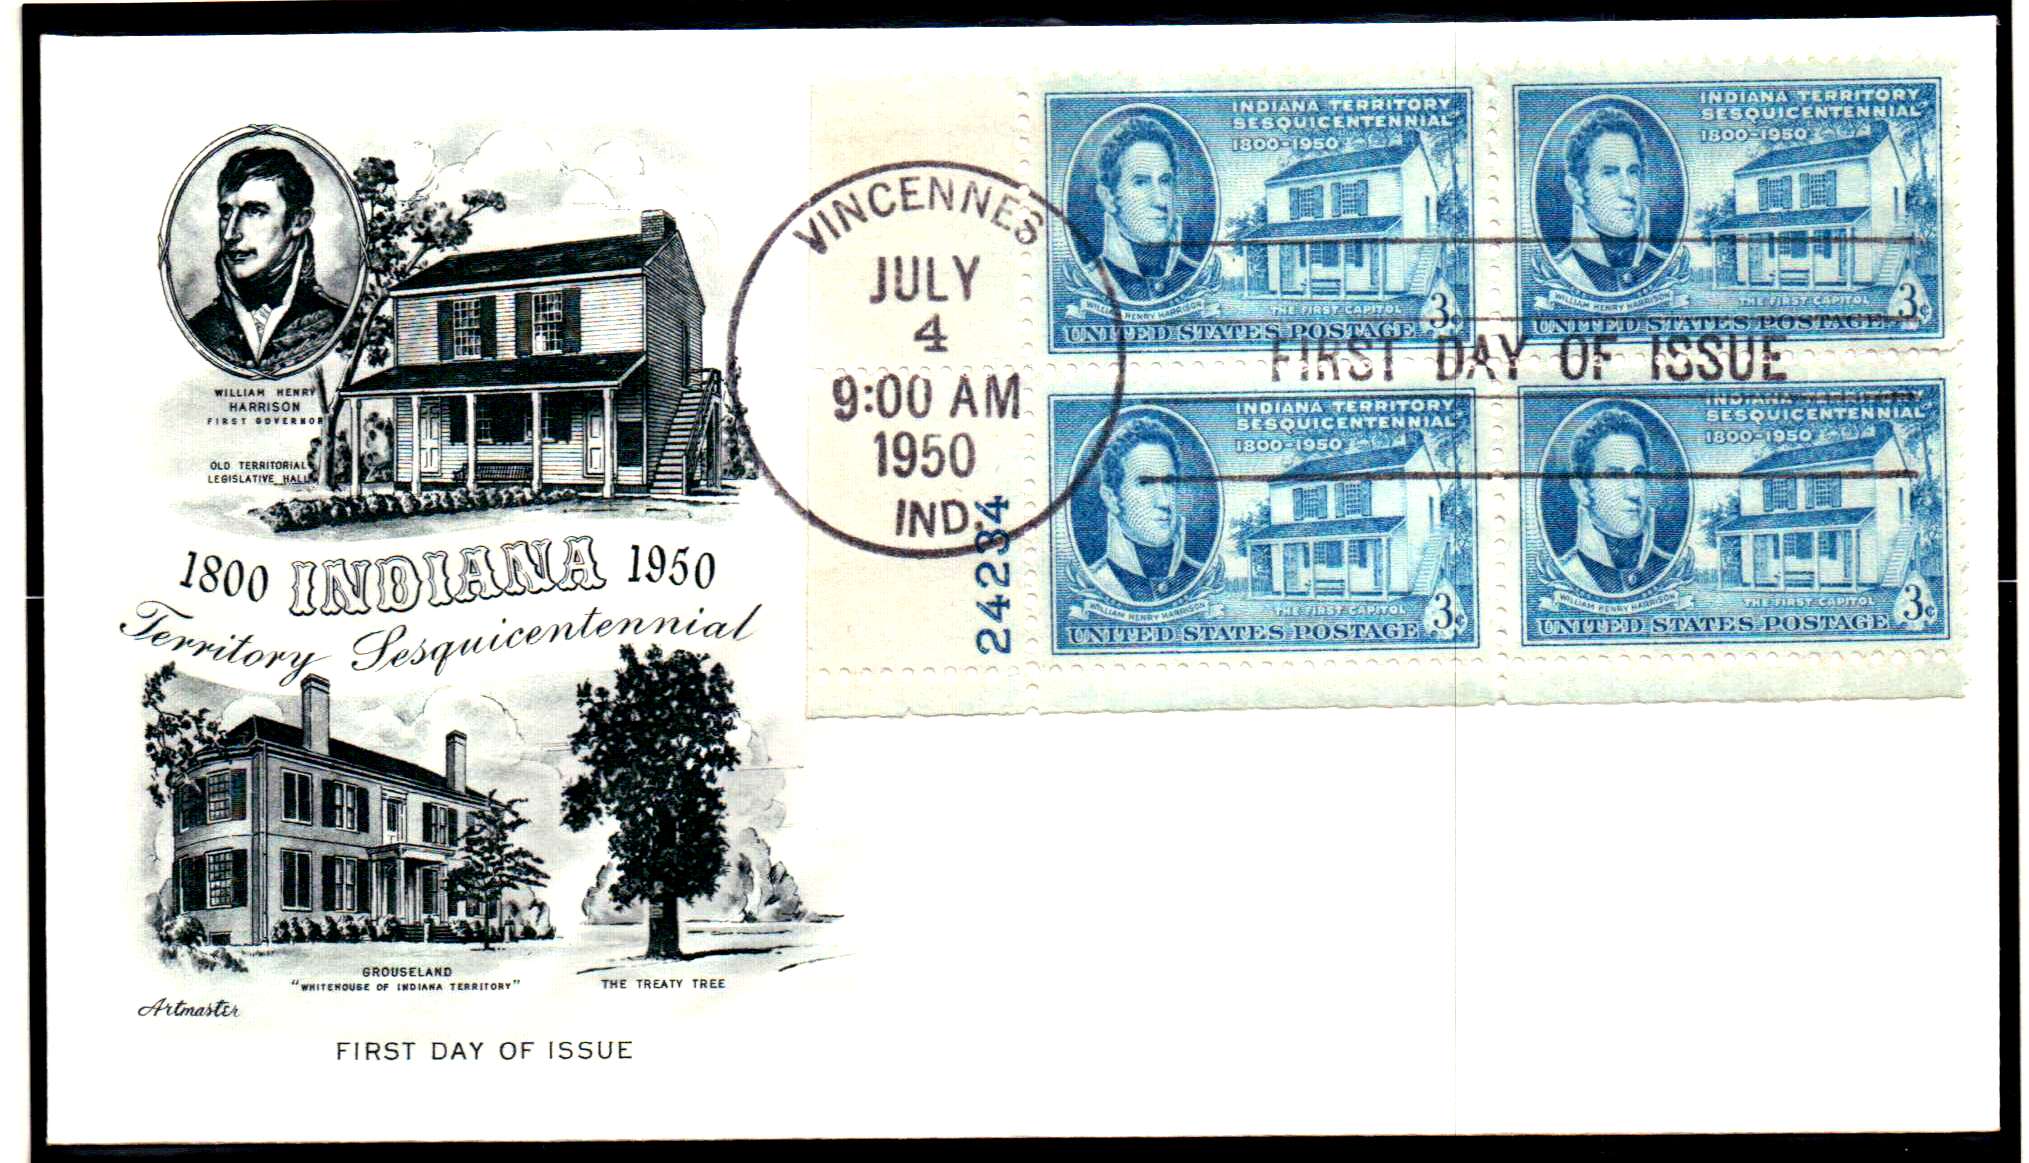 WILLIAM HENRY
HARRISON
FIRST GOVERNOR
OLD TERRITORIAL
LEGISLATIVE HALL
1800 INDIANA 1950
Territory Sesquicentennial
GROUSELAND
"WHITEHOUSE OF INDIANA TERRITORY"
THE TREATY TREE
Artmaster
FIRST DAY OF ISSUE
VINCENNES
JULY
4
9:00 AM
1950
IND.
FIRST DAY OF ISSUE
24234
INDIANA TERRITORY
SESQUICENTENNIAL
1800-1950
WILLIAM HENRY HARRISON
THE FIRST CAPITOL
3¢
UNITED STATES POSTAGE
INDIANA TERRITORY
SESQUICENTENNIAL
1800-1950
WILLIAM HENRY HARRISON
THE FIRST CAPITOL
3¢
UNITED STATES POSTAGE
INDIANA TERRITORY
SESQUICENTENNIAL
1800-1950
WILLIAM HENRY HARRISON
THE FIRST CAPITOL
3¢
UNITED STATES POSTAGE
INDIANA TERRITORY
SESQUICENTENNIAL
1800-1950
WILLIAM HENRY HARRISON
THE FIRST CAPITOL
3¢
UNITED STATES POSTAGE